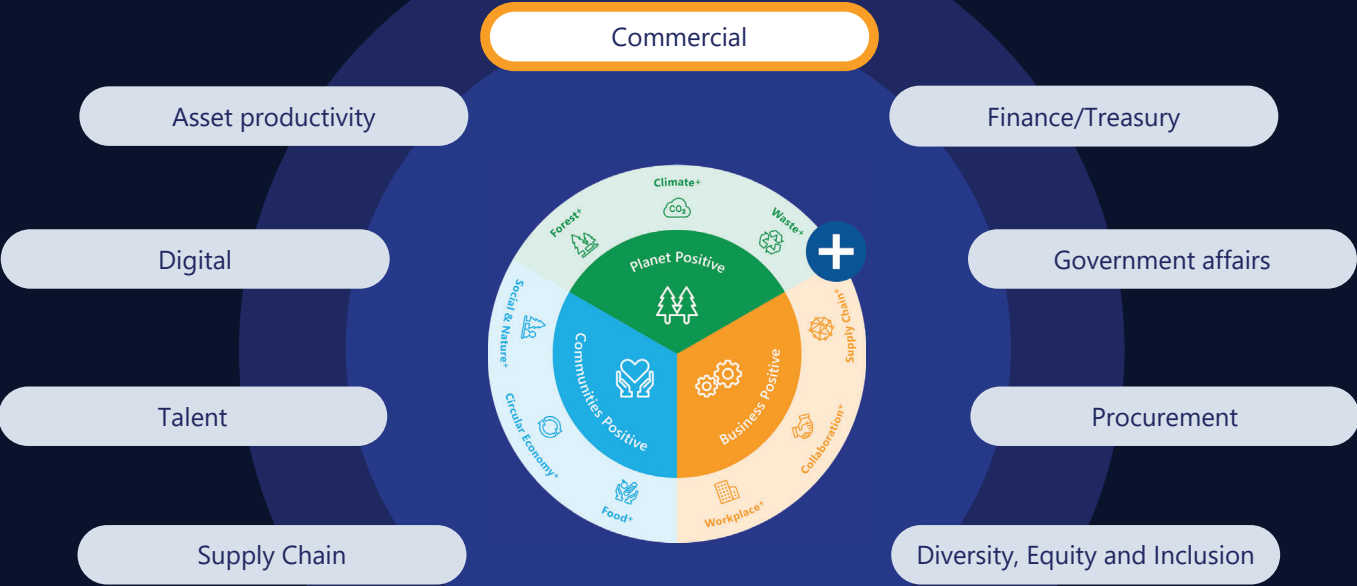 Commercial
Asset productivity
Finance/Treasury
Climate+
Forest+
CO₂
Waste+
Planet Positive
Digital
Government affairs
Social & Nature+
Supply Chain+
Communities Positive
Business Positive
Talent
Procurement
Circular Economy+
Collaboration+
Food+
Workplace+
Supply Chain
Diversity, Equity and Inclusion